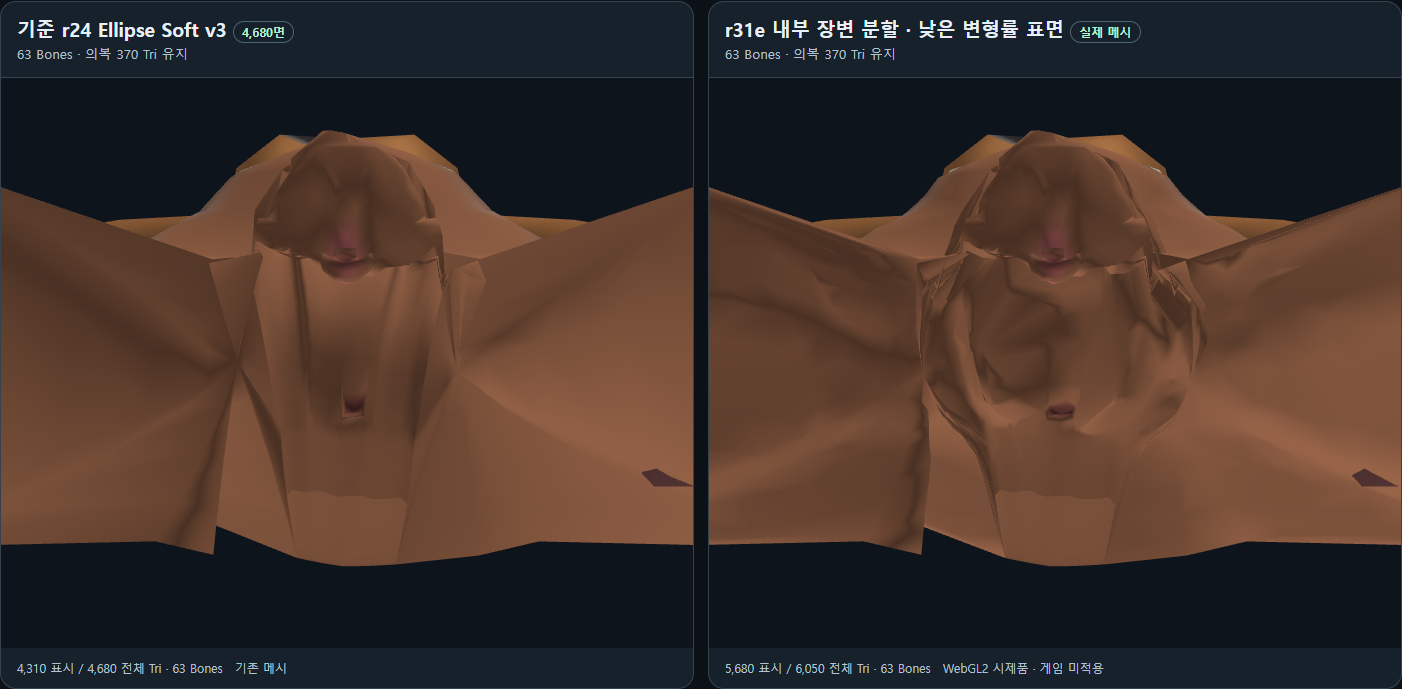 기준 r24 Ellipse Soft v3 4,680면
63 Bones · 의복 370 Tri 유지
4,310 표시 / 4,680 전체 Tri · 63 Bones 기존 메시
r31e 내부 장변 분할 · 낮은 변형률 표면 실제 메시
63 Bones · 의복 370 Tri 유지
5,680 표시 / 6,050 전체 Tri · 63 Bones WebGL2 시제품 · 게임 미적용